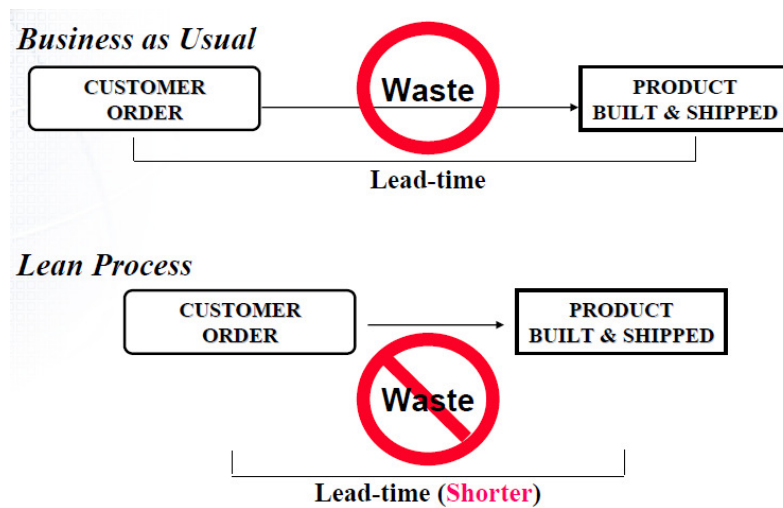 Business as Usual
CUSTOMER
ORDER
Waste
PRODUCT
BUILT & SHIPPED
Lead-time
Lean Process
CUSTOMER
ORDER
PRODUCT
BUILT & SHIPPED
Waste
Lead-time (Shorter)